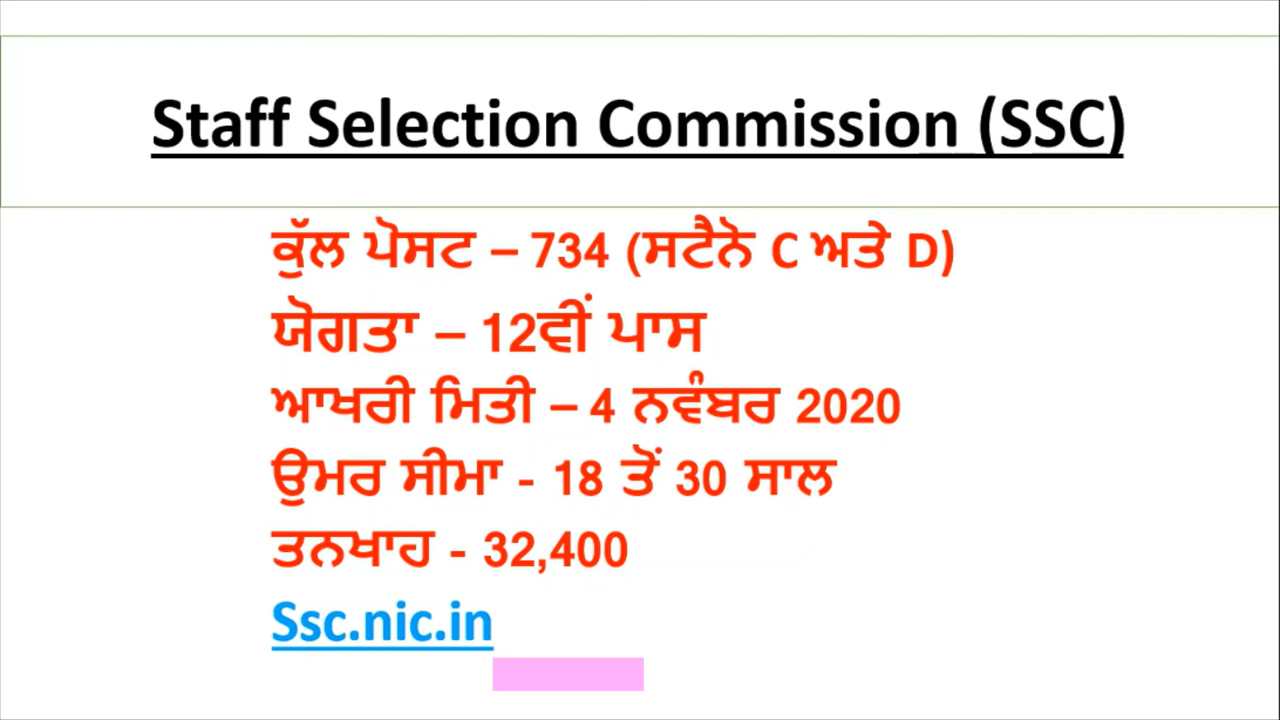 Staff Selection Commission (SSC)
ਕੁੱਲ ਪੋਸਟ – 734 (ਸਟੈਨੋ C ਅਤੇ D)
ਯੋਗਤਾ – 12ਵੀਂ ਪਾਸ
ਆਖਰੀ ਮਿਤੀ – 4 ਨਵੰਬਰ 2020
ਉਮਰ ਸੀਮਾ - 18 ਤੋਂ 30 ਸਾਲ
ਤਨਖਾਹ - 32,400
Ssc.nic.in